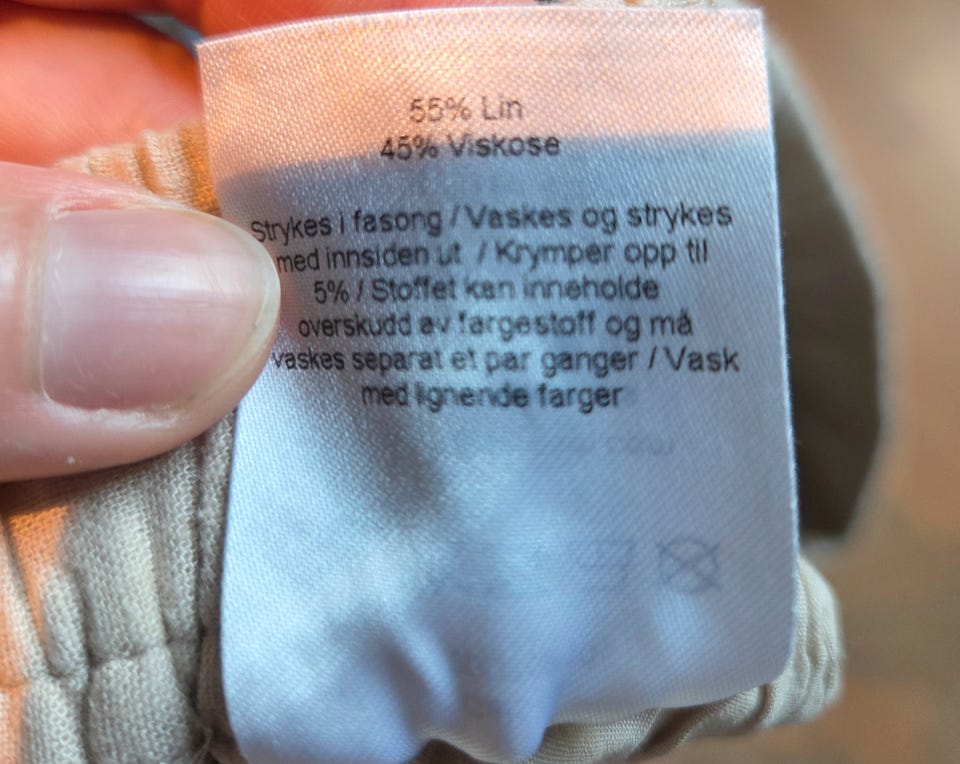 55% Lin
45% Viskose
Strykes i fasong / Vaskes og strykes
med innsiden ut / Krymper opp til
5% / Stoffet kan inneholde
overskudd av fargestoff og må
vaskes separat et par ganger / Vask
med lignende farger